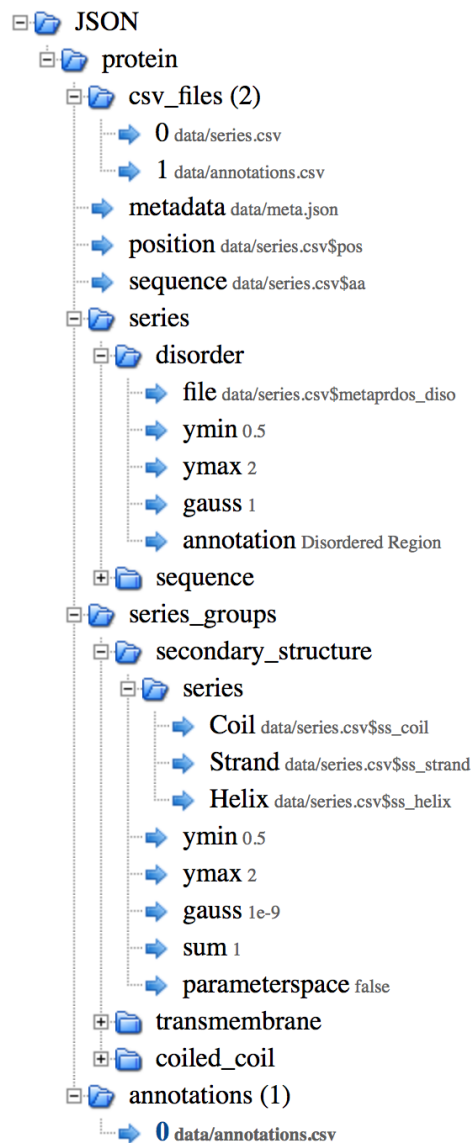 JSON
protein
csv_files (2)
0 data/series.csv
1 data/annotations.csv
metadata data/meta.json
position data/series.csv$pos
sequence data/series.csv$aa
series
disorder
file data/series.csv$metaprdos_diso
ymin 0.5
ymax 2
gauss 1
annotation Disordered Region
sequence
series_groups
secondary_structure
series
Coil data/series.csv$ss_coil
Strand data/series.csv$ss_strand
Helix data/series.csv$ss_helix
ymin 0.5
ymax 2
gauss 1e-9
sum 1
parameterspace false
transmembrane
coiled_coil
annotations (1)
0 data/annotations.csv